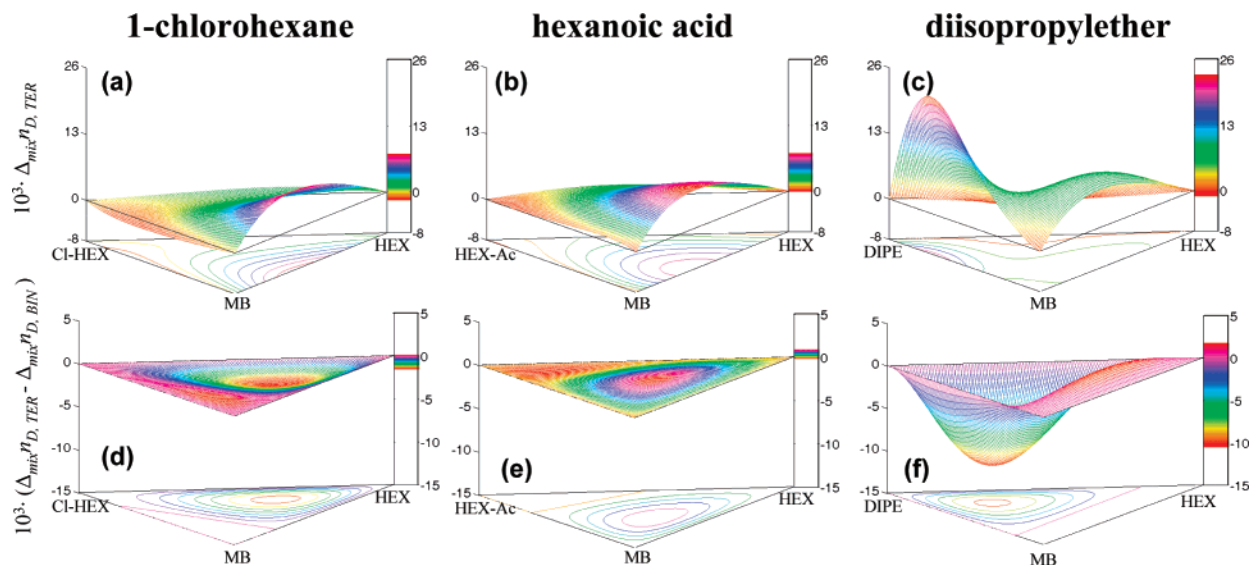 1-chlorohexane hexanoic acid diisopropylether
10³· Δmix nD, TER
26
13
0
-8
(a)
26
13
0
-8
Cl-HEX
MB
HEX
26
13
0
-8
(b)
26
13
0
-8
HEX-Ac
MB
HEX
26
13
0
-8
(c)
26
13
0
-8
DIPE
MB
HEX
10³· (Δmix nD, TER - Δmix nD, BIN)
5
0
-5
-10
-15
(d)
5
0
-5
-10
-15
Cl-HEX
MB
HEX
5
0
-5
-10
-15
(e)
5
0
-5
-10
-15
HEX-Ac
MB
HEX
5
0
-5
-10
-15
(f)
5
0
-5
-10
-15
DIPE
MB
HEX